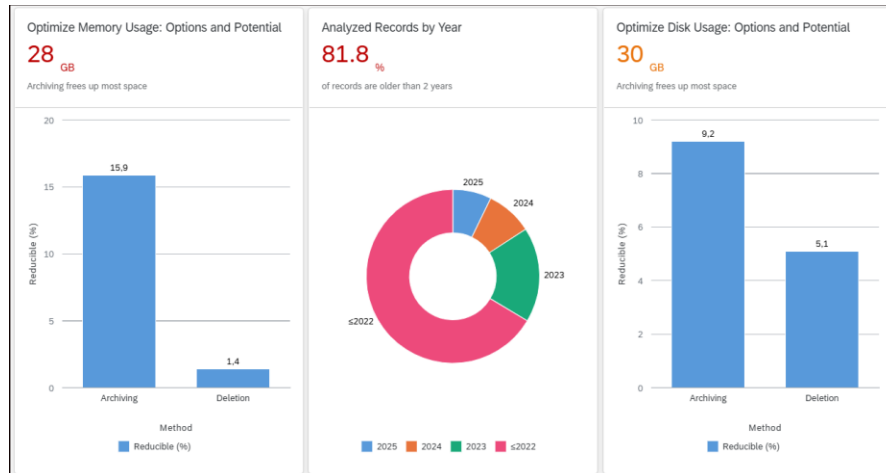 Optimize Memory Usage: Options and Potential
28 GB
Archiving frees up most space
20
15
10
5
0
Reducible (%)
15,9
1,4
Archiving
Deletion
Method
Reducible (%)
Analyzed Records by Year
81.8 %
of records are older than 2 years
2025
2024
2023
≤2022
2025 2024 2023 ≤2022
Optimize Disk Usage: Options and Potential
30 GB
Archiving frees up most space
10
8
6
4
2
0
Reducible (%)
9,2
5,1
Archiving
Deletion
Method
Reducible (%)